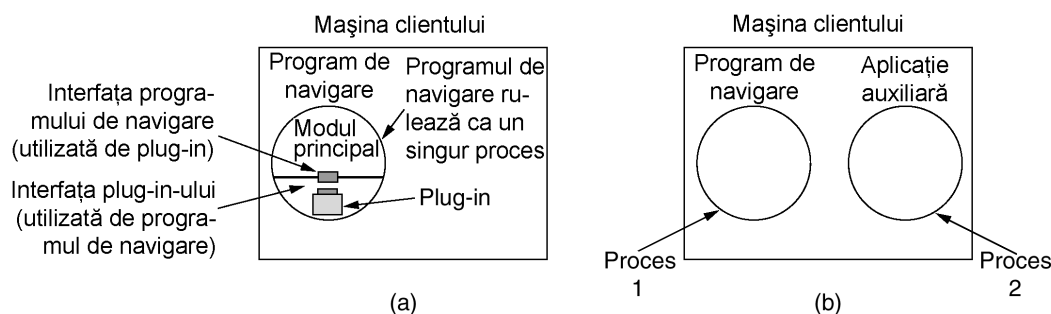 Maşina clientului
Program de
navigare
Programul de
navigare ru-
lează ca un
singur proces
Interfaţa progra-
mului de navigare
(utilizată de plug-in)
Modul
principal
Interfaţa plug-in-ului
(utilizată de progra-
mul de navigare)
Plug-in
(a)
Maşina clientului
Program de
navigare
Aplicaţie
auxiliară
Proces
1
Proces
2
(b)